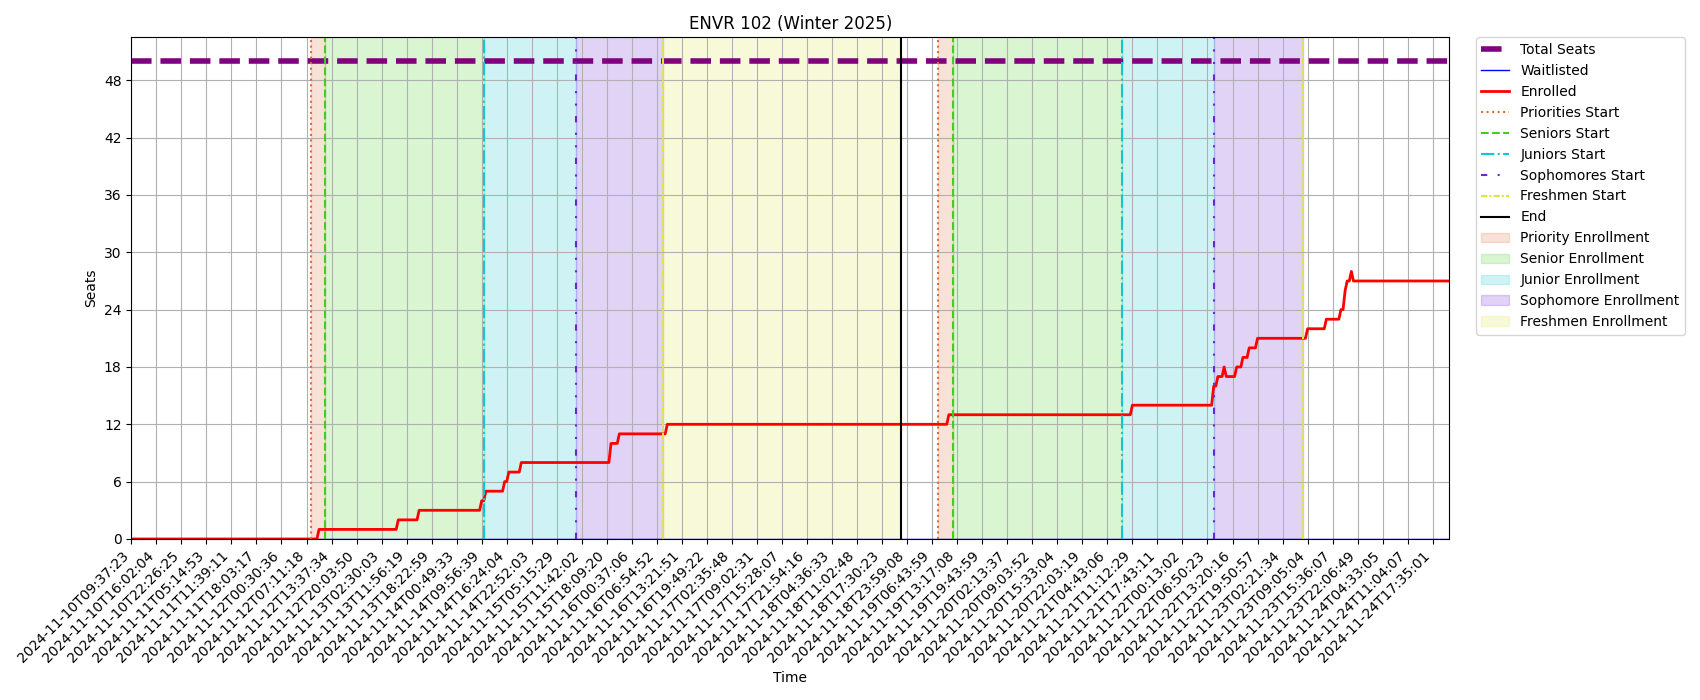 ENVR 102 (Winter 2025)
48
42
36
30
24
18
12
6
0
Seats
2024-11-10T09:37:23
2024-11-10T16:02:04
2024-11-10T22:26:25
2024-11-11T05:14:53
2024-11-11T11:39:11
2024-11-11T18:03:17
2024-11-12T00:30:36
2024-11-12T07:11:18
2024-11-12T13:37:34
2024-11-12T20:03:50
2024-11-13T02:30:03
2024-11-13T11:56:19
2024-11-13T18:22:59
2024-11-14T00:49:33
2024-11-14T09:56:39
2024-11-14T16:24:04
2024-11-14T22:52:03
2024-11-15T05:15:29
2024-11-15T11:42:02
2024-11-15T18:09:20
2024-11-16T00:37:06
2024-11-16T06:54:52
2024-11-16T13:21:51
2024-11-16T19:49:22
2024-11-17T02:35:48
2024-11-17T09:02:31
2024-11-17T15:28:07
2024-11-17T21:54:16
2024-11-18T04:36:33
2024-11-18T11:02:48
2024-11-18T17:30:23
2024-11-18T23:59:08
2024-11-19T06:43:59
2024-11-19T13:17:08
2024-11-19T19:43:59
2024-11-20T02:13:37
2024-11-20T09:03:52
2024-11-20T15:33:04
2024-11-20T22:03:19
2024-11-21T04:43:06
2024-11-21T11:12:29
2024-11-21T17:43:11
2024-11-22T00:13:02
2024-11-22T06:50:23
2024-11-22T13:20:16
2024-11-22T19:50:57
2024-11-23T02:21:34
2024-11-23T09:05:04
2024-11-23T15:36:07
2024-11-23T22:06:49
2024-11-24T04:33:05
2024-11-24T11:04:07
2024-11-24T17:35:01
Time
Total Seats
Waitlisted
Enrolled
Priorities Start
Seniors Start
Juniors Start
Sophomores Start
Freshmen Start
End
Priority Enrollment
Senior Enrollment
Junior Enrollment
Sophomore Enrollment
Freshmen Enrollment